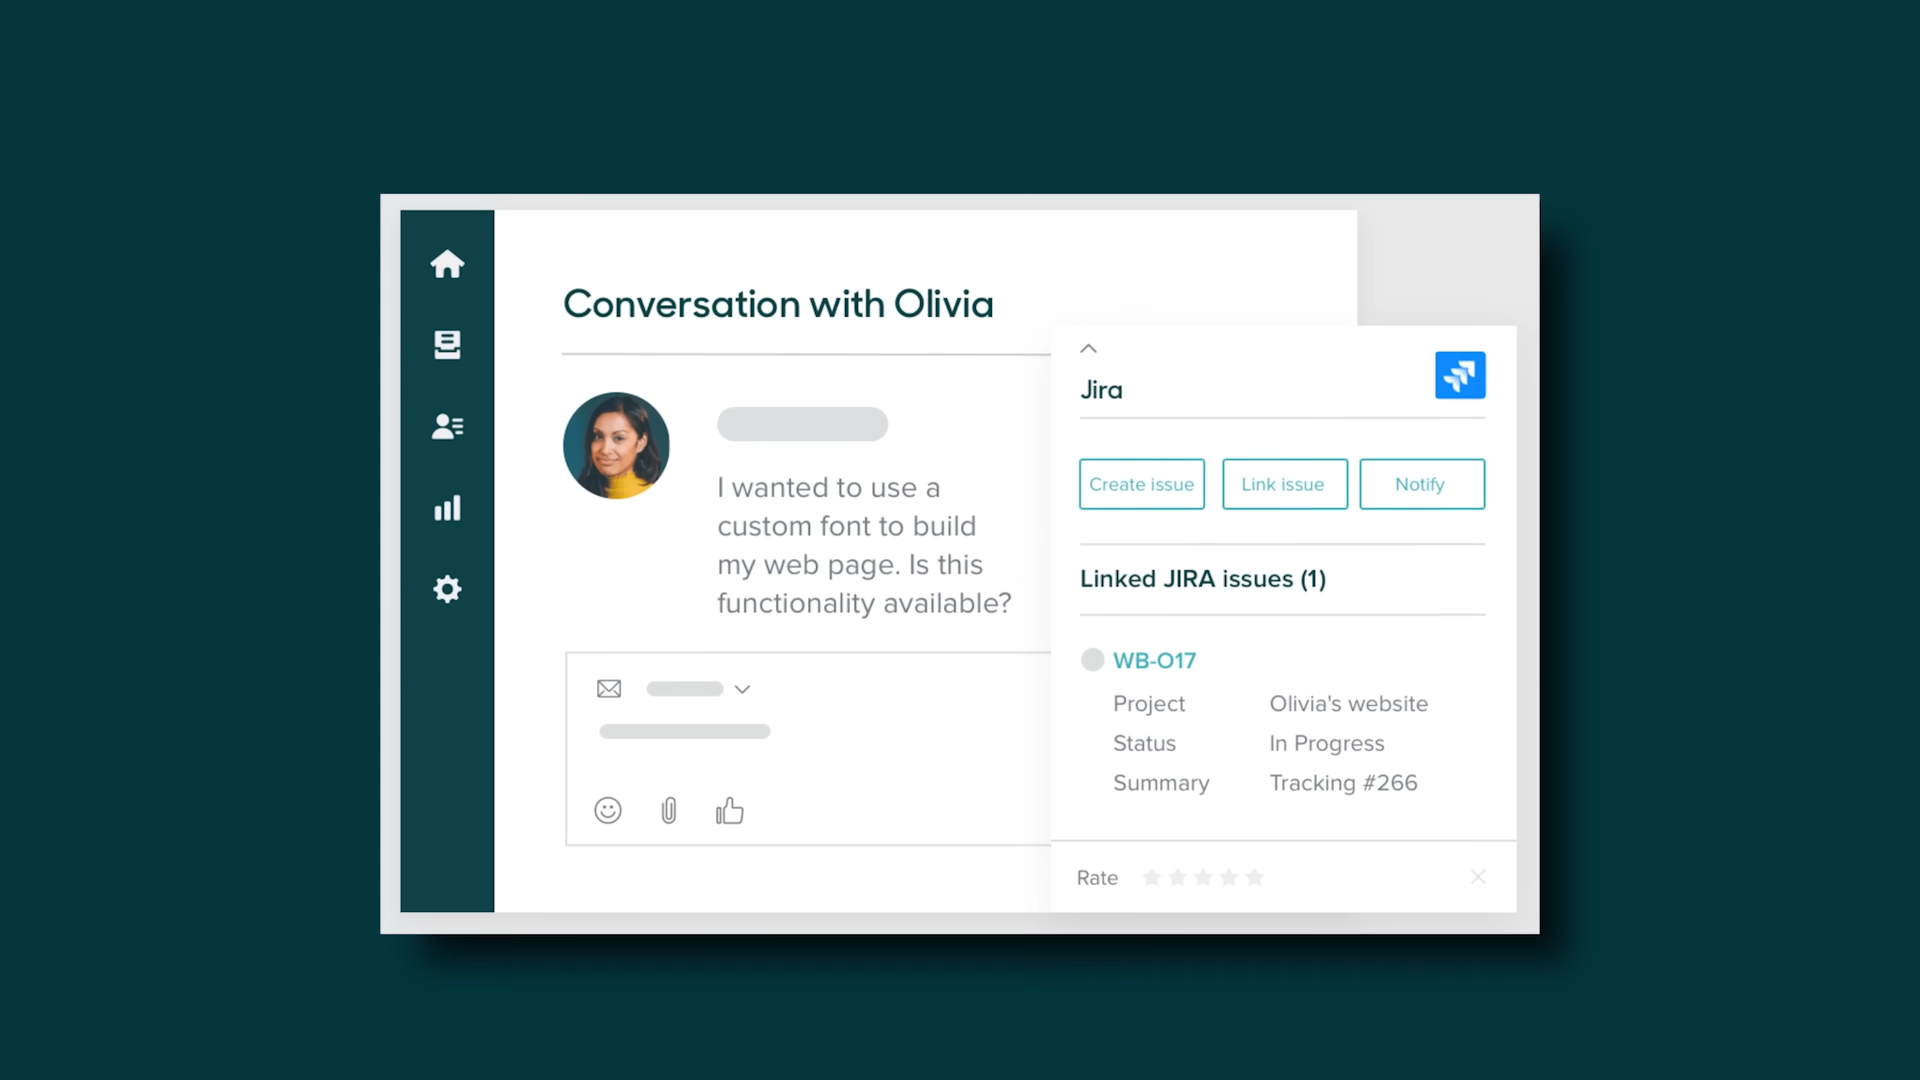 Conversation with Olivia
I wanted to use a
custom font to build
my web page. Is this
functionality available?
Jira
Create issue
Link issue
Notify
Linked JIRA issues (1)
WB-O17
Project Olivia's website
Status In Progress
Summary Tracking #266
Rate